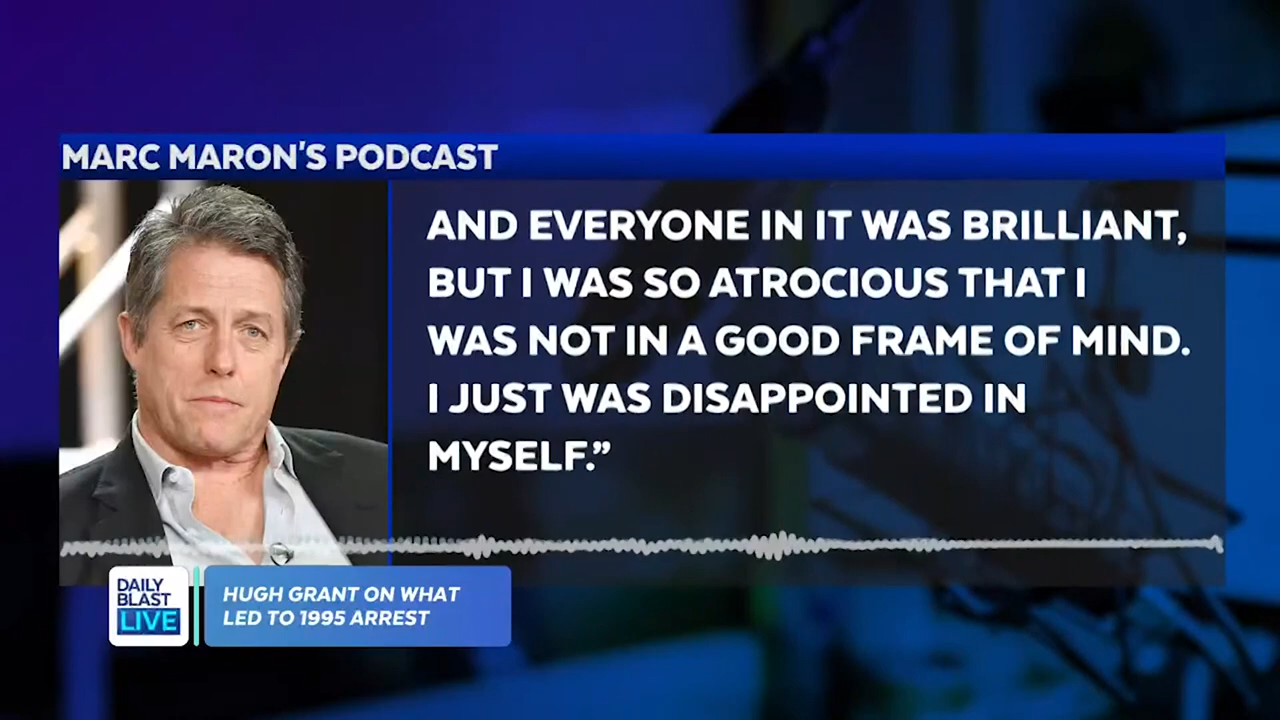 MARC MARON'S PODCAST
AND EVERYONE IN IT WAS BRILLIANT,
BUT I WAS SO ATROCIOUS THAT I
WAS NOT IN A GOOD FRAME OF MIND.
I JUST WAS DISAPPOINTED IN
MYSELF.”
DAILY
BLAST
LIVE
HUGH GRANT ON WHAT
LED TO 1995 ARREST